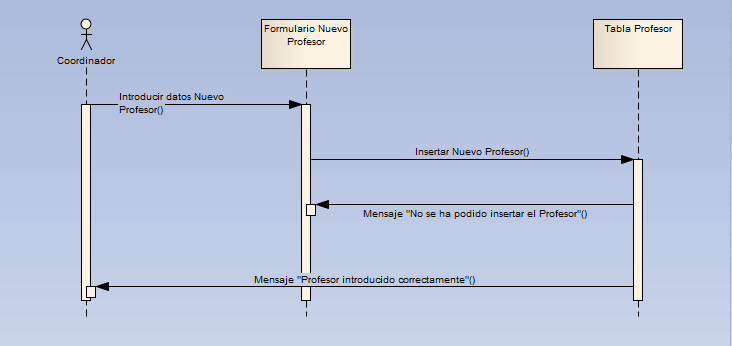 Formulario Nuevo
Profesor
Tabla Profesor
Coordinador
Introducir datos Nuevo
Profesor()
Insertar Nuevo Profesor()
Mensaje "No se ha podido insertar el Profesor"()
Mensaje "Profesor introducido correctamente"()